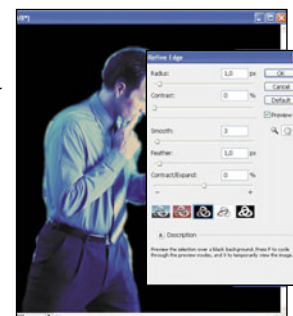 Refine Edge
Radius: 1,0 px
OK
Cancel
Contrast: 0 %
Default
Preview
Smooth: 3
Feather: 1,0 px
Contract/Expand: 0 %
- +
Description
Preview the selection over a black background. Press F to cycle
through the preview modes, and X to temporarily view the image.